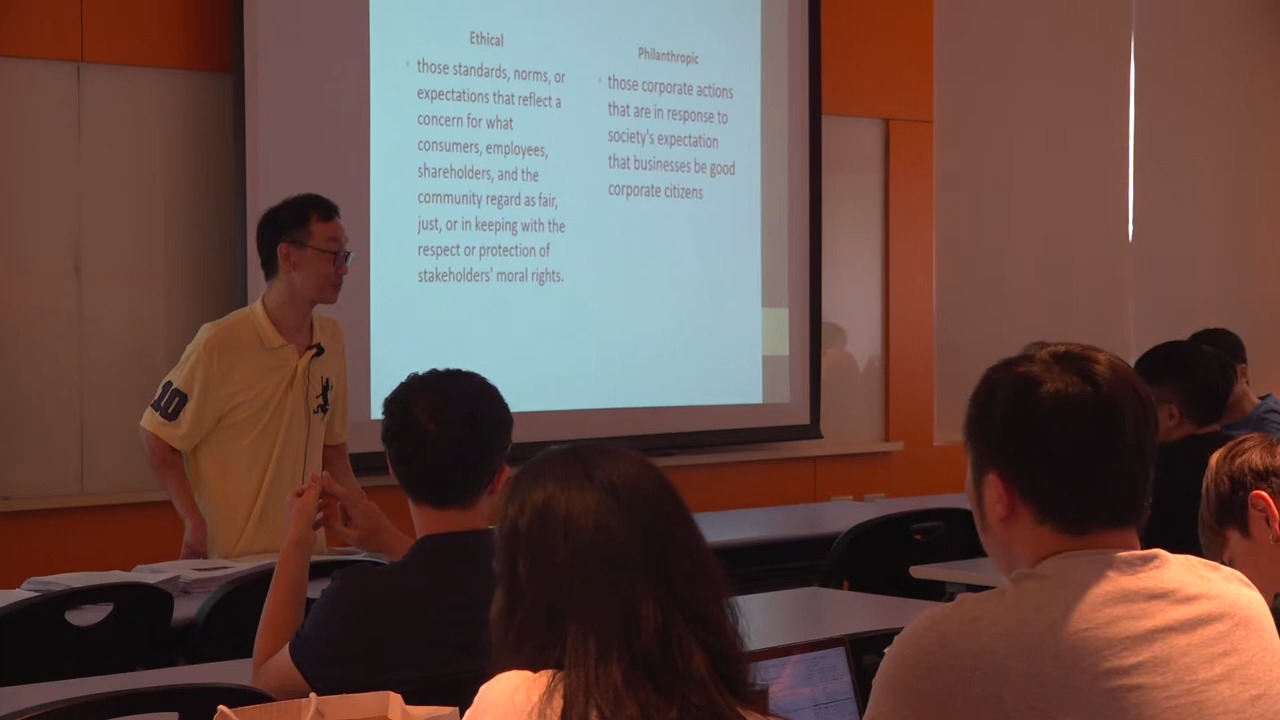 Ethical
those standards, norms, or
expectations that reflect a
concern for what
consumers, employees,
shareholders, and the
community regard as fair,
just, or in keeping with the
respect or protection of
stakeholders' moral rights.
Philanthropic
those corporate actions
that are in response to
society's expectation
that businesses be good
corporate citizens
10